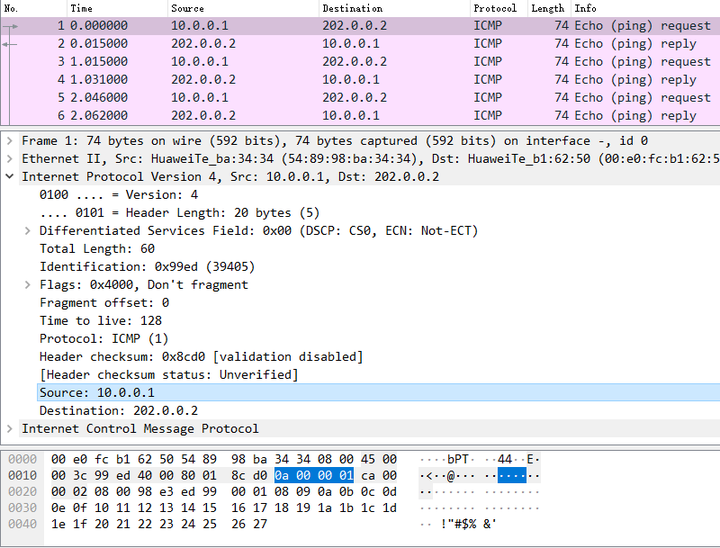 No. Time Source Destination Protocol Length Info
1 0.000000 10.0.0.1 202.0.0.2 ICMP 74 Echo (ping) request
2 0.015000 202.0.0.2 10.0.0.1 ICMP 74 Echo (ping) reply
3 1.015000 10.0.0.1 202.0.0.2 ICMP 74 Echo (ping) request
4 1.031000 202.0.0.2 10.0.0.1 ICMP 74 Echo (ping) reply
5 2.046000 10.0.0.1 202.0.0.2 ICMP 74 Echo (ping) request
6 2.062000 202.0.0.2 10.0.0.1 ICMP 74 Echo (ping) reply
Frame 1: 74 bytes on wire (592 bits), 74 bytes captured (592 bits) on interface -, id 0
Ethernet II, Src: HuaweiTe_ba:34:34 (54:89:98:ba:34:34), Dst: HuaweiTe_b1:62:50 (00:e0:fc:b1:62:5
Internet Protocol Version 4, Src: 10.0.0.1, Dst: 202.0.0.2
0100 .... = Version: 4
.... 0101 = Header Length: 20 bytes (5)
Differentiated Services Field: 0x00 (DSCP: CS0, ECN: Not-ECT)
Total Length: 60
Identification: 0x99ed (39405)
Flags: 0x4000, Don't fragment
Fragment offset: 0
Time to live: 128
Protocol: ICMP (1)
Header checksum: 0x8cd0 [validation disabled]
[Header checksum status: Unverified]
Source: 10.0.0.1
Destination: 202.0.0.2
Internet Control Message Protocol
0000 00 e0 fc b1 62 50 54 89 98 ba 34 34 08 00 45 00 ····bPT· ··44··E·
0010 00 3c 99 ed 40 00 80 01 8c d0 0a 00 00 01 ca 00 ·<··@··· ········
0020 00 02 08 00 98 e3 ed 99 00 01 08 09 0a 0b 0c 0d ········ ········
0030 0e 0f 10 11 12 13 14 15 16 17 18 19 1a 1b 1c 1d ········ ········
0040 1e 1f 20 21 22 23 24 25 26 27 ·· !"#$% &'